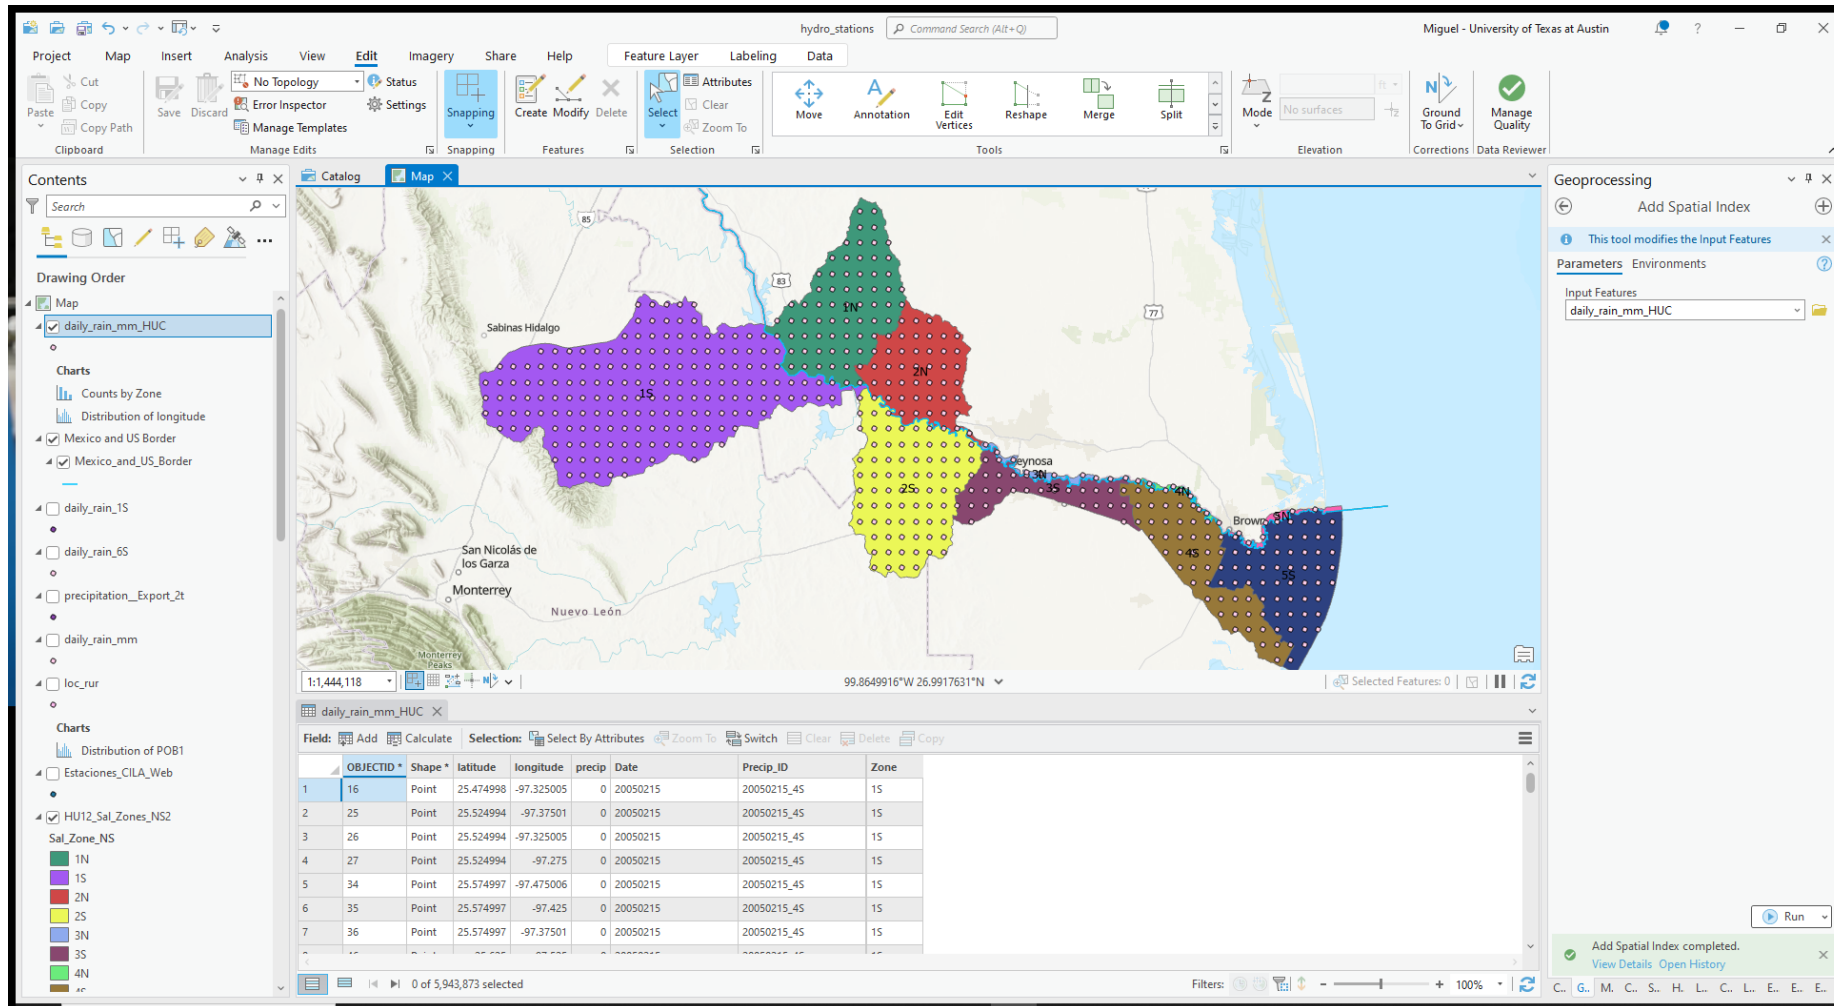 hydro_stations
Command Search (Alt+Q)
Miguel - University of Texas at Austin
Project Map Insert Analysis View Edit Imagery Share Help Feature Layer Labeling Data
Paste
Cut
Copy
Copy Path
Clipboard
Save
Discard
No Topology
Error Inspector
Manage Templates
Status
Settings
Manage Edits
Snapping
Snapping
Create
Modify
Delete
Features
Select
Attributes
Clear
Zoom To
Selection
Move
Annotation
Edit
Vertices
Reshape
Merge
Split
Tools
Mode
Z
ft
No surfaces
Elevation
Ground
To Grid
Corrections
Manage
Quality
Data Reviewer
Contents
Search
Drawing Order
Map
daily_rain_mm_HUC
Charts
Counts by Zone
Distribution of longitude
Mexico and US Border
Mexico_and_US_Border
daily_rain_1S
daily_rain_6S
precipitation__Export_2t
daily_rain_mm
loc_rur
Charts
Distribution of POB1
Estaciones_CILA_Web
HU12_Sal_Zones_NS2
Sal_Zone_NS
1N
1S
2N
2S
3N
3S
4N
4S
Catalog
Map
85
83
77
Sabinas Hidalgo
1N
2N
1S
2S
Reynosa
3N
3S
4N
Brown
5N
4S
5S
San Nicolás de
los Garza
Monterrey
Nuevo León
Monterrey
Peaks
1:1,444,118
99.8649916°W 26.9917631°N
Selected Features: 0
daily_rain_mm_HUC
Field: Add Calculate Selection: Select By Attributes Zoom To Switch Clear Delete Copy
OBJECTID * Shape * latitude longitude precip Date Precip_ID Zone
1 16 Point 25.474998 -97.325005 0 20050215 20050215_4S 1S
2 25 Point 25.524994 -97.37501 0 20050215 20050215_4S 1S
3 26 Point 25.524994 -97.325005 0 20050215 20050215_4S 1S
4 27 Point 25.524994 -97.275 0 20050215 20050215_4S 1S
5 34 Point 25.574997 -97.475006 0 20050215 20050215_4S 1S
6 35 Point 25.574997 -97.425 0 20050215 20050215_4S 1S
7 36 Point 25.574997 -97.37501 0 20050215 20050215_4S 1S
0 of 5,943,873 selected
Filters:
100%
Geoprocessing
Add Spatial Index
This tool modifies the Input Features
Parameters Environments
Input Features
daily_rain_mm_HUC
Run
Add Spatial Index completed.
View Details Open History
C.. G.. M. C.. S.. H. L.. C.. L.. E.. E.. E..